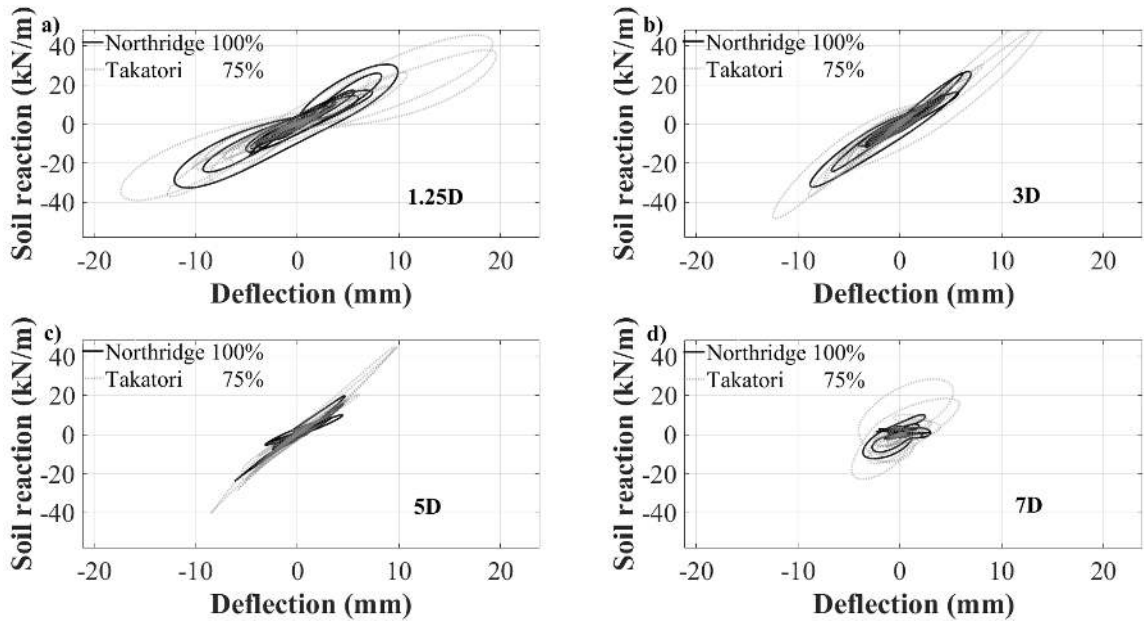 a)
Northridge 100%
Takatori 75%
40
20
0
-20
-40
Soil reaction (kN/m)
1.25D
-20 -10 0 10 20
Deflection (mm)
b)
Northridge 100%
Takatori 75%
40
20
0
-20
-40
Soil reaction (kN/m)
3D
-20 -10 0 10 20
Deflection (mm)
c)
Northridge 100%
Takatori 75%
40
20
0
-20
-40
Soil reaction (kN/m)
5D
-20 -10 0 10 20
Deflection (mm)
d)
Northridge 100%
Takatori 75%
40
20
0
-20
-40
Soil reaction (kN/m)
7D
-20 -10 0 10 20
Deflection (mm)